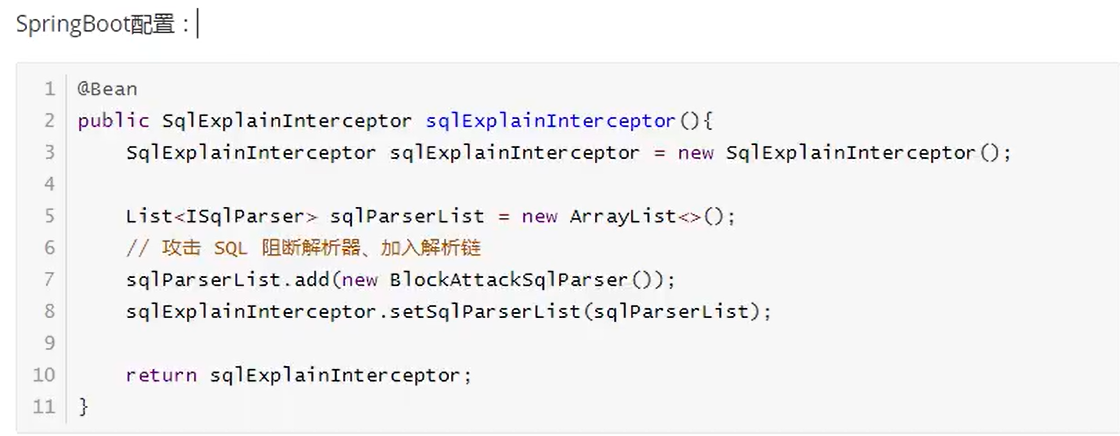 SpringBoot配置：
1 @Bean
2 public SqlExplainInterceptor sqlExplainInterceptor(){
3 SqlExplainInterceptor sqlExplainInterceptor = new SqlExplainInterceptor();
4
5 List<ISqlParser> sqlParserList = new ArrayList<>();
6 // 攻击 SQL 阻断解析器、加入解析链
7 sqlParserList.add(new BlockAttackSqlParser());
8 sqlExplainInterceptor.setSqlParserList(sqlParserList);
9
10 return sqlExplainInterceptor;
11 }